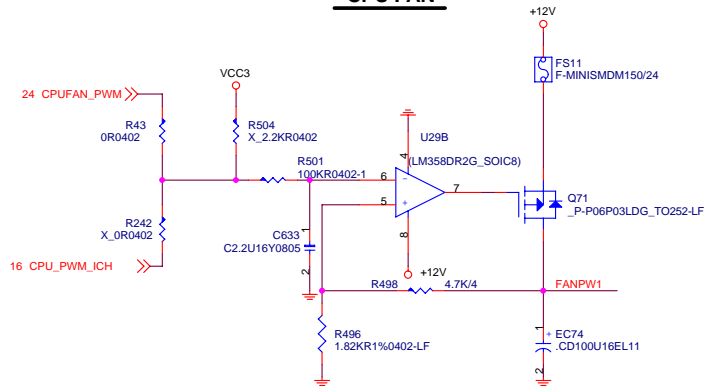 CPU FAN
+12V
FS11
F-MINISMDM150/24
VCC3
24 CPUFAN_PWM
R43
0R0402
R504
X_2.2KR0402
U29B
4
(LM358DR2G_SOIC8)
R501
100KR0402-1
6
5
7
8
Q71
_P-P06P03LDG_TO252-LF
R242
X_0R0402
C633
C2.2U16Y0805
1
2
16 CPU_PWM_ICH
+12V
R498
4.7K/4
FANPW1
R496
1.82KR1%0402-LF
1
+
EC74
.CD100U16EL11
2